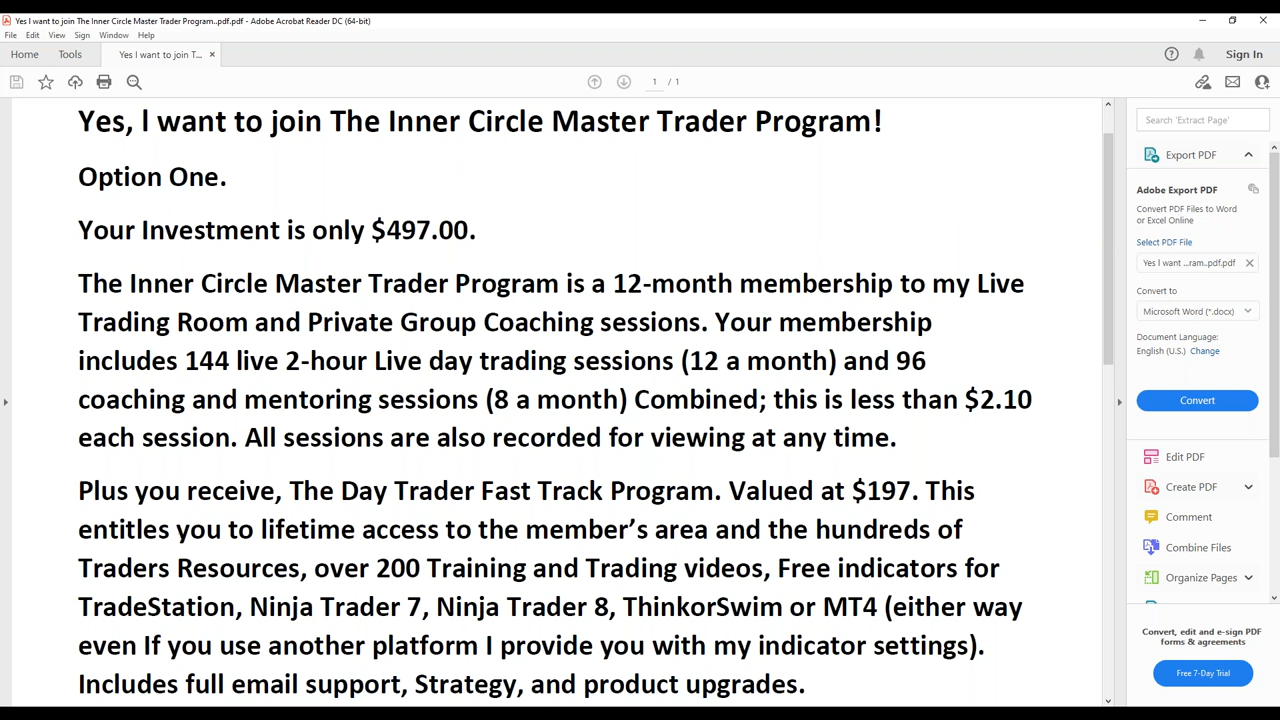 Yes I want to join The Inner Circle Master Trader Program..pdf.pdf - Adobe Acrobat Reader DC (64-bit)
File Edit View Sign Window Help
Home Tools Yes I want to join T... × Sign In
1 / 1
Yes, I want to join The Inner Circle Master Trader Program!
Option One.
Your Investment is only $497.00.
The Inner Circle Master Trader Program is a 12-month membership to my Live
Trading Room and Private Group Coaching sessions. Your membership
includes 144 live 2-hour Live day trading sessions (12 a month) and 96
coaching and mentoring sessions (8 a month) Combined; this is less than $2.10
each session. All sessions are also recorded for viewing at any time.
Plus you receive, The Day Trader Fast Track Program. Valued at $197. This
entitles you to lifetime access to the member's area and the hundreds of
Traders Resources, over 200 Training and Trading videos, Free indicators for
TradeStation, Ninja Trader 7, Ninja Trader 8, ThinkorSwim or MT4 (either way
even If you use another platform I provide you with my indicator settings).
Includes full email support, Strategy, and product upgrades.
Search 'Extract Page'
Export PDF
Adobe Export PDF
Convert PDF Files to Word
or Excel Online
Select PDF File
Yes I want ...ram..pdf.pdf
Convert to
Microsoft Word (*.docx)
Document Language:
English (U.S.) Change
Convert
Edit PDF
Create PDF
Comment
Combine Files
Organize Pages
Convert, edit and e-sign PDF
forms & agreements
Free 7-Day Trial